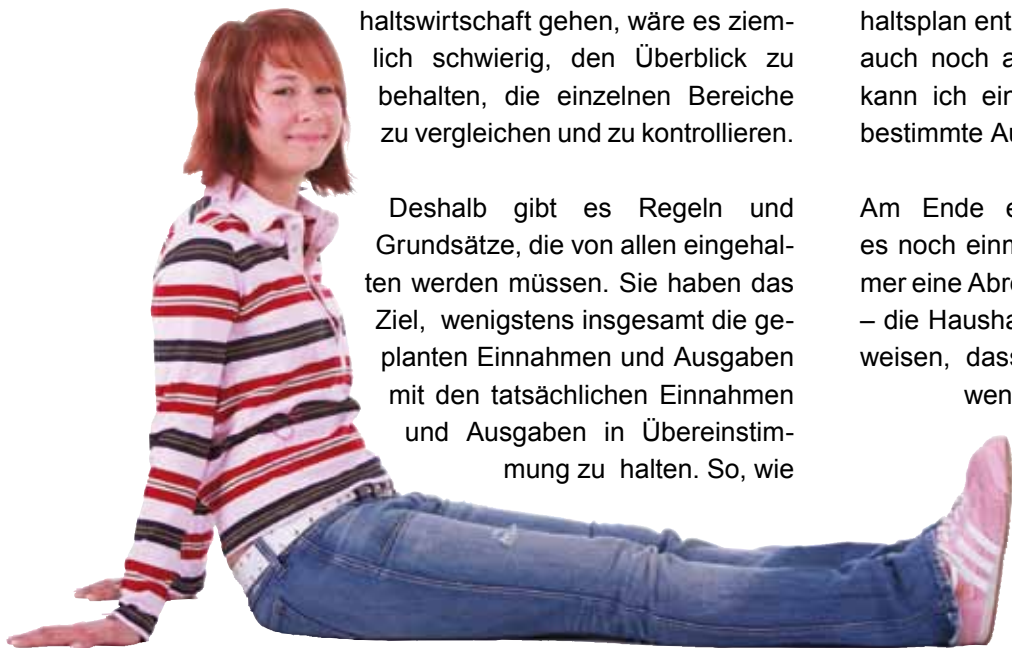 haltswirtschaft gehen, wäre es ziem-
lich schwierig, den Überblick zu
behalten, die einzelnen Bereiche
zu vergleichen und zu kontrollieren.
Deshalb gibt es Regeln und
Grundsätze, die von allen eingehal-
ten werden müssen. Sie haben das
Ziel, wenigstens insgesamt die ge-
planten Einnahmen und Ausgaben
mit den tatsächlichen Einnahmen
und Ausgaben in Übereinstim-
mung zu halten. So, wie
haltsplan ent
auch noch a
kann ich ein
bestimmte Au
Am Ende e
es noch einm
mer eine Abre
– die Hausha
weisen, dass
wen